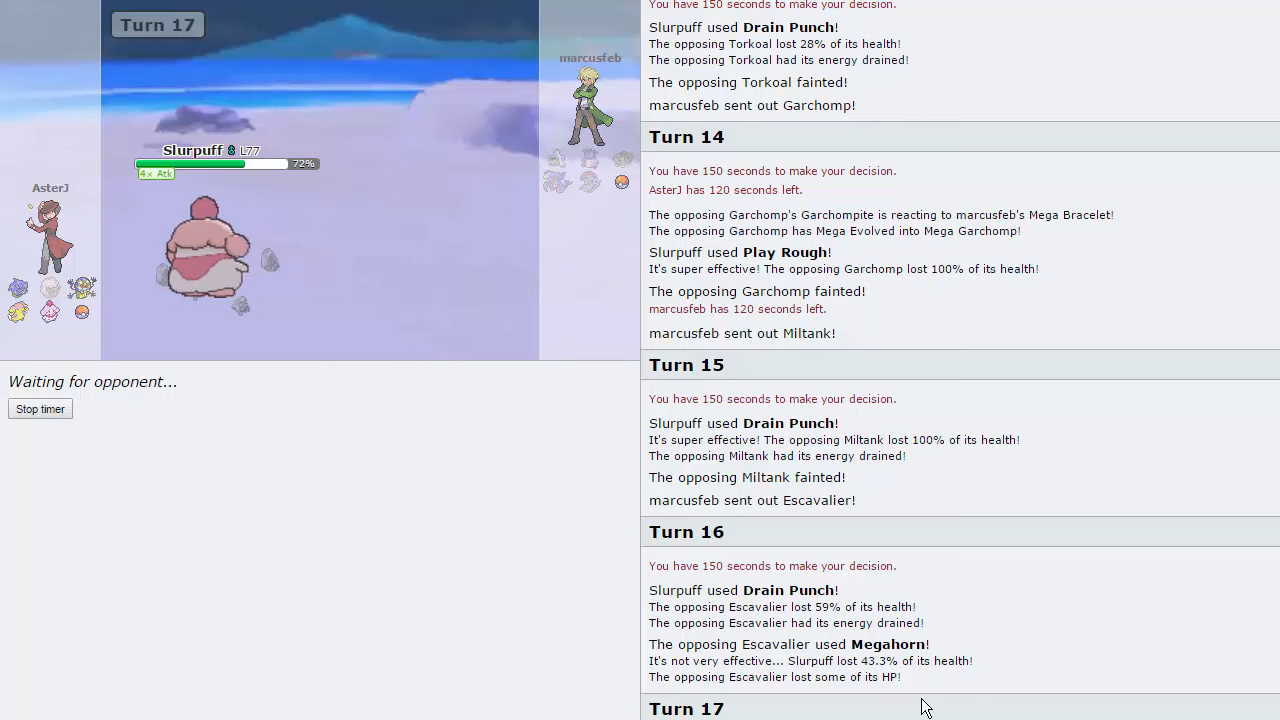 Turn 17
marcusfeb
Slurpuff L77
72%
4× Atk
AsterJ
Waiting for opponent...
Stop timer
You have 150 seconds to make your decision.
Slurpuff used Drain Punch!
The opposing Torkoal lost 28% of its health!
The opposing Torkoal had its energy drained!
The opposing Torkoal fainted!
marcusfeb sent out Garchomp!
Turn 14
You have 150 seconds to make your decision.
AsterJ has 120 seconds left.
The opposing Garchomp's Garchompite is reacting to marcusfeb's Mega Bracelet!
The opposing Garchomp has Mega Evolved into Mega Garchomp!
Slurpuff used Play Rough!
It's super effective! The opposing Garchomp lost 100% of its health!
The opposing Garchomp fainted!
marcusfeb has 120 seconds left.
marcusfeb sent out Miltank!
Turn 15
You have 150 seconds to make your decision.
Slurpuff used Drain Punch!
It's super effective! The opposing Miltank lost 100% of its health!
The opposing Miltank had its energy drained!
The opposing Miltank fainted!
marcusfeb sent out Escavalier!
Turn 16
You have 150 seconds to make your decision.
Slurpuff used Drain Punch!
The opposing Escavalier lost 59% of its health!
The opposing Escavalier had its energy drained!
The opposing Escavalier used Megahorn!
It's not very effective... Slurpuff lost 43.3% of its health!
The opposing Escavalier lost some of its HP!
Turn 17